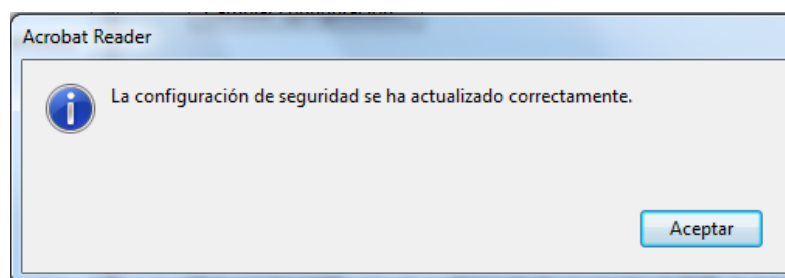 Acrobat Reader
La configuración de seguridad se ha actualizado correctamente.
Aceptar